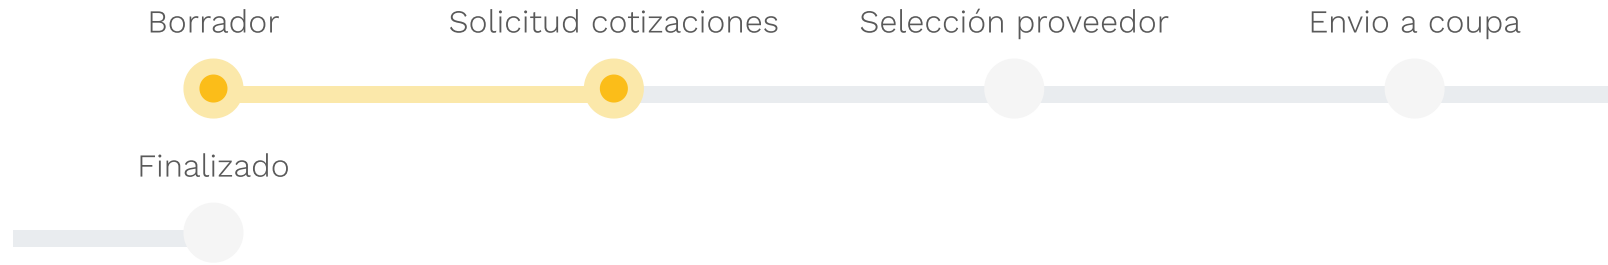 Borrador
Solicitud cotizaciones
Selección proveedor
Envio a coupa
Finalizado